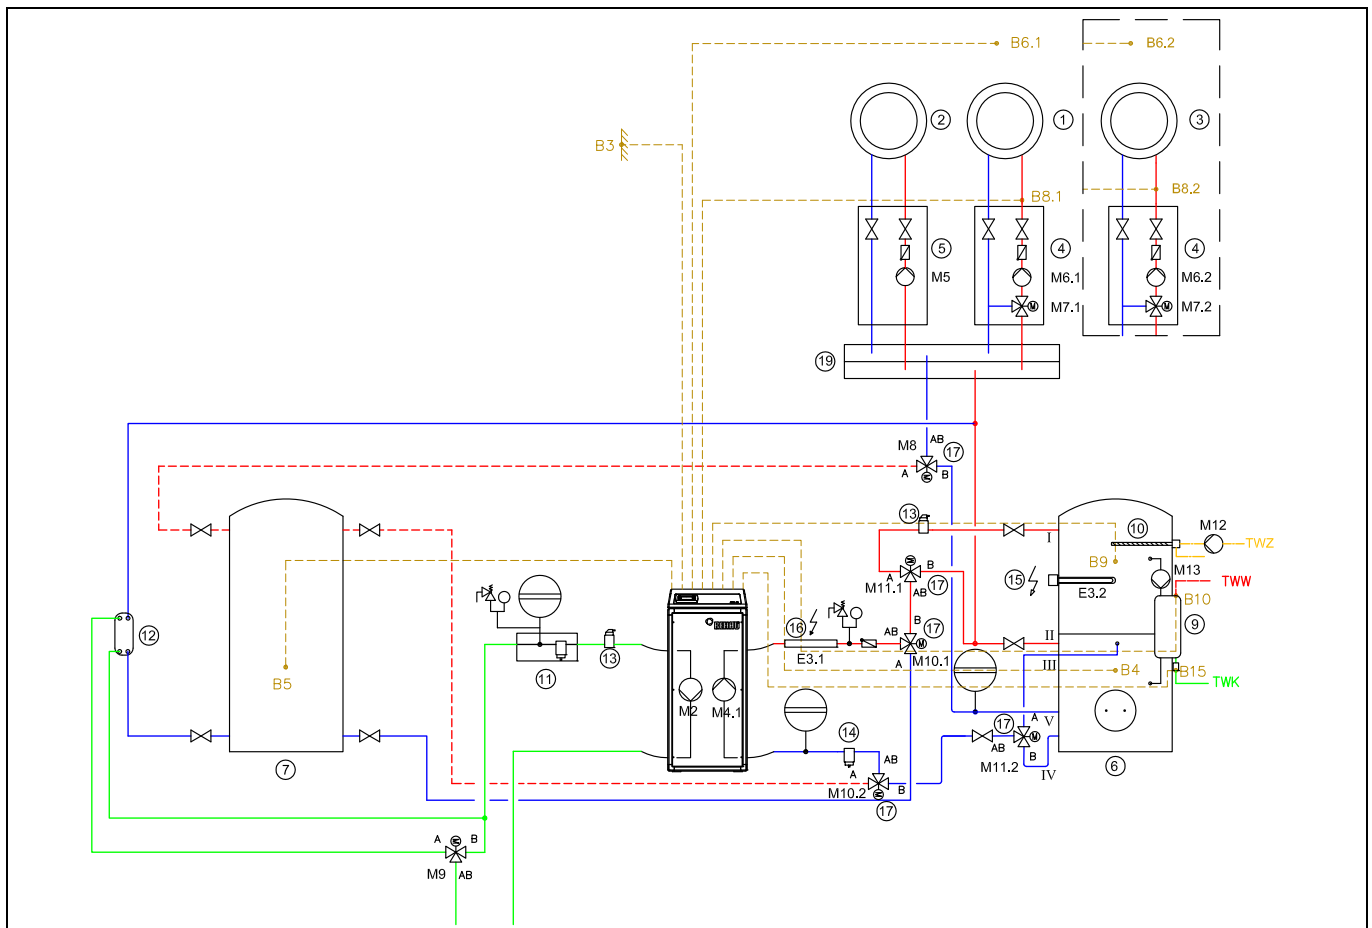 B6.1
B6.2
2
1
3
B3
B8.1
B8.2
5
4
4
M5
M6.1
M6.2
M
M
M7.1
M7.2
19
M8
AB
17
A
B
M
13
M12
10
I
TWZ
B9
M13
B
M11.1
A
17
AB
15
E3.2
TWW
B10
REHAU
16
B
17
9
12
11
13
E3.1
AB
A
M10.1
II
III
B4
B15
B5
TWK
M2
M4.1
14
17
A
V
M
AB
B
M11.2
IV
7
6
AB
A
B
M10.2
M
17
M
A
B
M9
AB